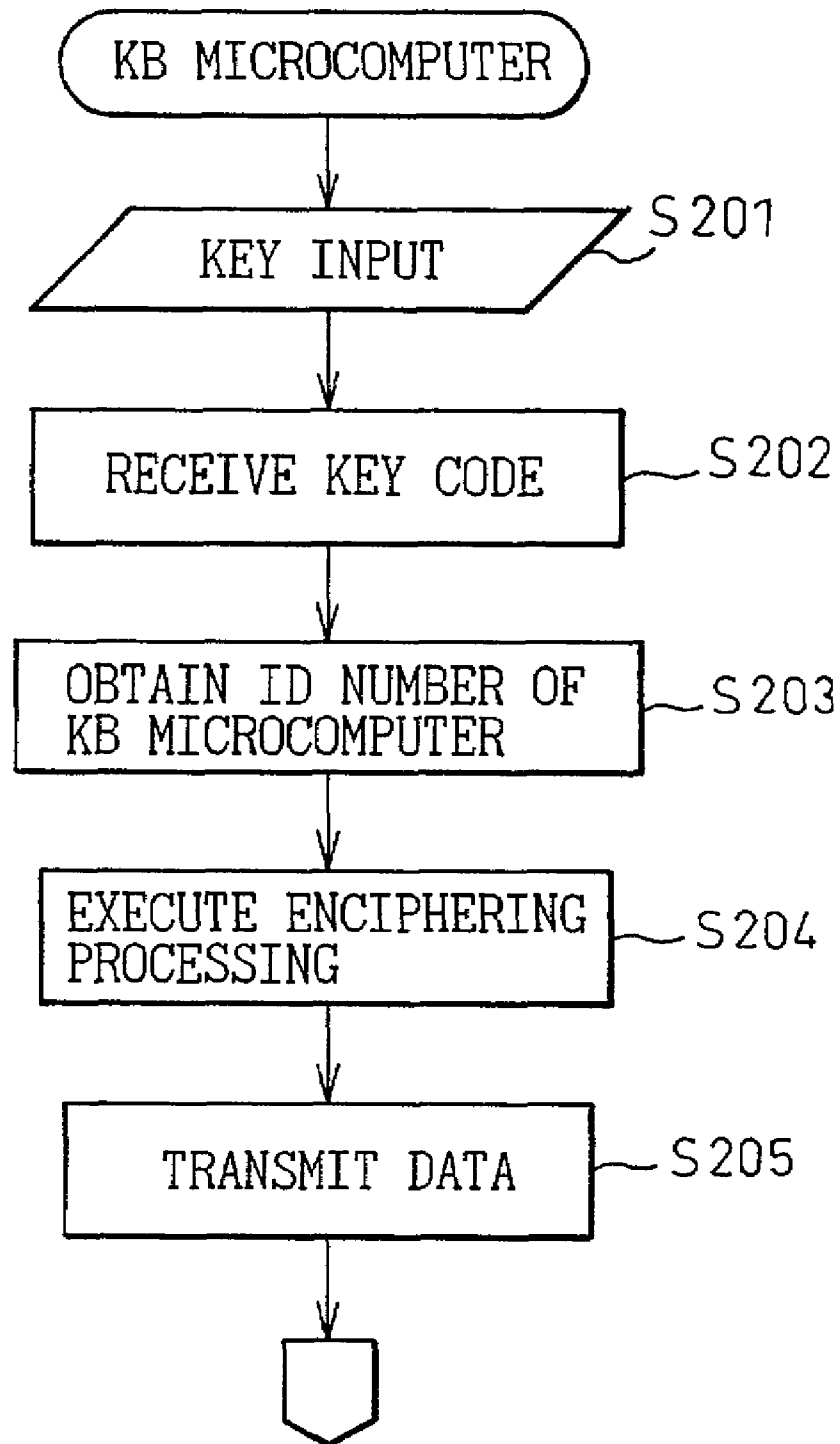 KB MICROCOMPUTER
KEY INPUT
S201
RECEIVE KEY CODE
S202
OBTAIN ID NUMBER OF
KB MICROCOMPUTER
S203
EXECUTE ENCIPHERING
PROCESSING
S204
TRANSMIT DATA
S205